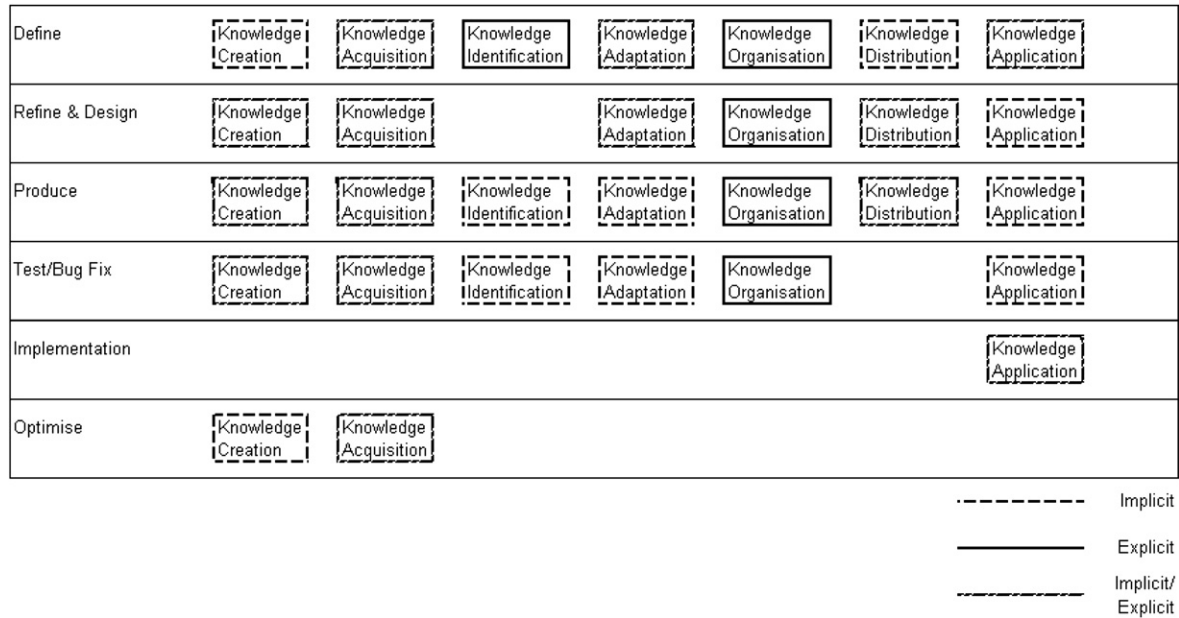 Define
Knowledge
Creation
Knowledge
Acquisition
Knowledge
Identification
Knowledge
Adaptation
Knowledge
Organisation
Knowledge
Distribution
Knowledge
Application
Refine & Design
Knowledge
Creation
Knowledge
Acquisition
Knowledge
Adaptation
Knowledge
Organisation
Knowledge
Distribution
Knowledge
Application
Produce
Knowledge
Creation
Knowledge
Acquisition
Knowledge
Identification
Knowledge
Adaptation
Knowledge
Organisation
Knowledge
Distribution
Knowledge
Application
Test/Bug Fix
Knowledge
Creation
Knowledge
Acquisition
Knowledge
Identification
Knowledge
Adaptation
Knowledge
Organisation
Knowledge
Application
Implementation
Knowledge
Application
Optimise
Knowledge
Creation
Knowledge
Acquisition
Implicit
Explicit
Implicit/
Explicit